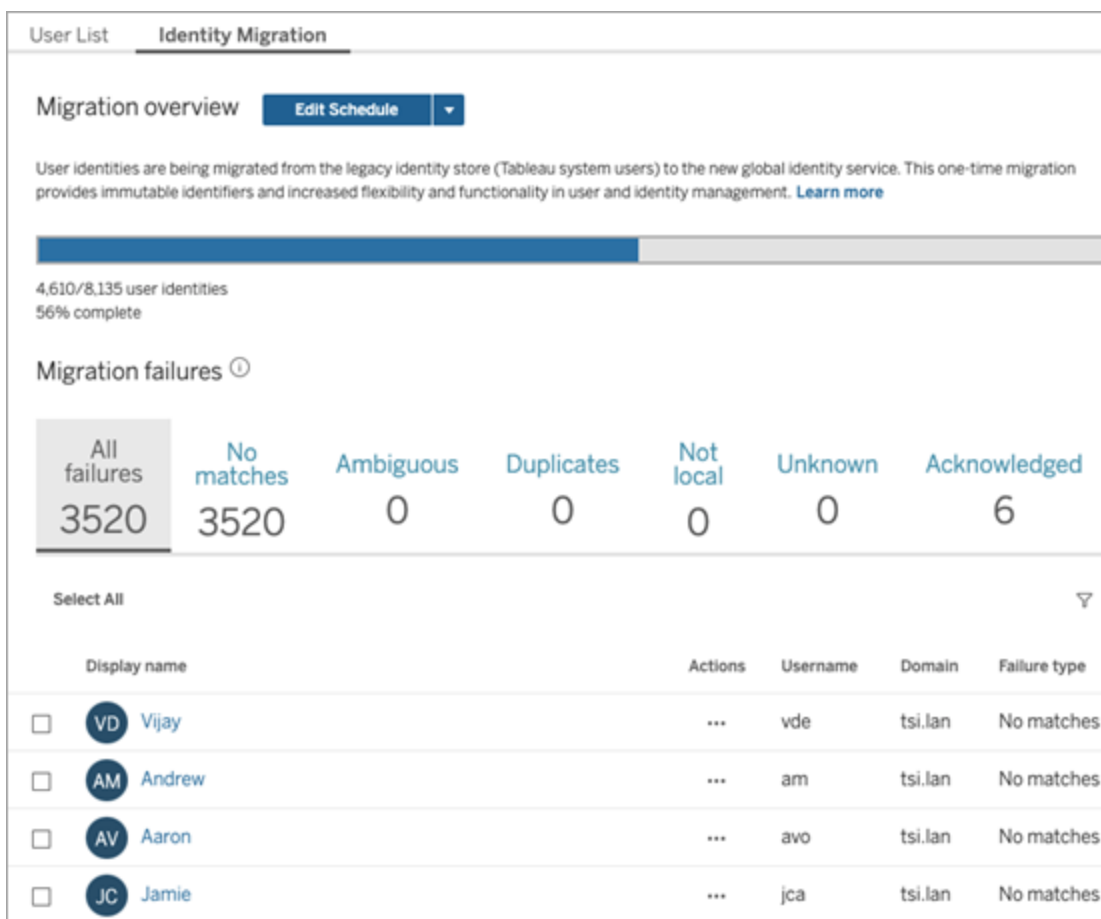 User List Identity Migration
Migration overview Edit Schedule
User identities are being migrated from the legacy identity store (Tableau system users) to the new global identity service. This one-time migration
provides immutable identifiers and increased flexibility and functionality in user and identity management. Learn more
4,610/8,135 user identities
56% complete
Migration failures
All failures 3520
No matches 3520
Ambiguous 0
Duplicates 0
Not local 0
Unknown 0
Acknowledged 6
Select All
Display name Actions Username Domain Failure type
VD Vijay ... vde tsi.lan No matches
AM Andrew ... am tsi.lan No matches
AV Aaron ... avo tsi.lan No matches
JC Jamie ... jca tsi.lan No matches